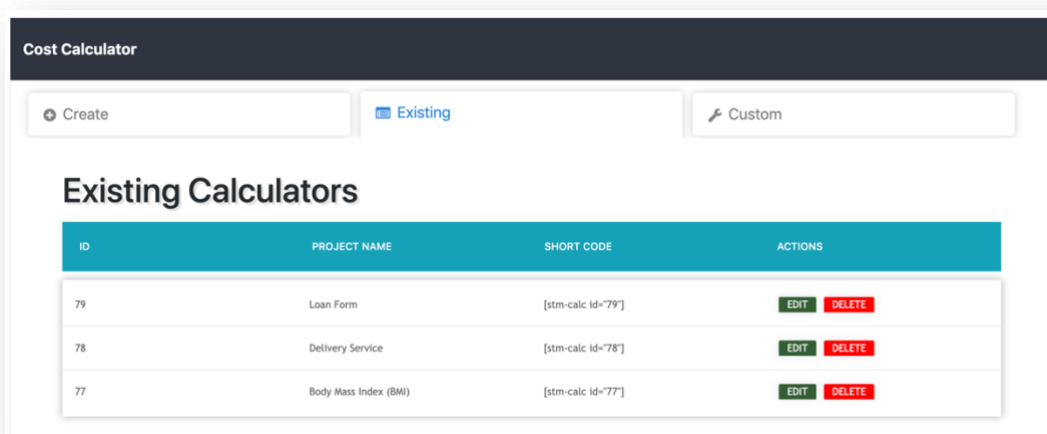 Cost Calculator
Create Existing Custom
Existing Calculators
ID PROJECT NAME SHORT CODE ACTIONS
79 Loan Form [stm-calc id="79"] EDIT DELETE
78 Delivery Service [stm-calc id="78"] EDIT DELETE
77 Body Mass Index (BMI) [stm-calc id="77"] EDIT DELETE